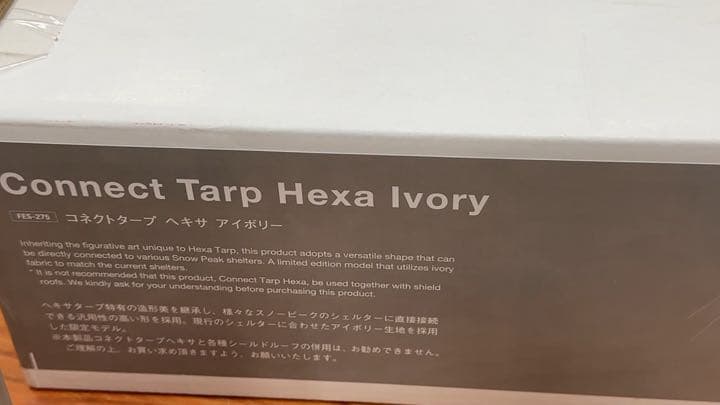 Connect Tarp Hexa Ivory
FES-275 コネクトタープ ヘキサ アイボリー
Inheriting the figurative art unique to Hexa Tarp, this product adopts a versatile shape that can
be directly connected to various Snow Peak shelters. A limited edition model that utilizes ivory
fabric to match the current shelters.
* It is not recommended that this product, Connect Tarp Hexa, be used together with shield
roofs. We kindly ask for your understanding before purchasing this product.
ヘキサタープ特有の造形美を継承し、様々なスノーピークのシェルターに直接接続
できる汎用性の高い形を採用。現行のシェルターに合わせたアイボリー生地を採用
した限定モデル。
※本製品コネクトタープヘキサと各種シールドルーフの併用は、お勧めできません。
ご理解の上、お買い求め頂きますよう、お願いいたします。